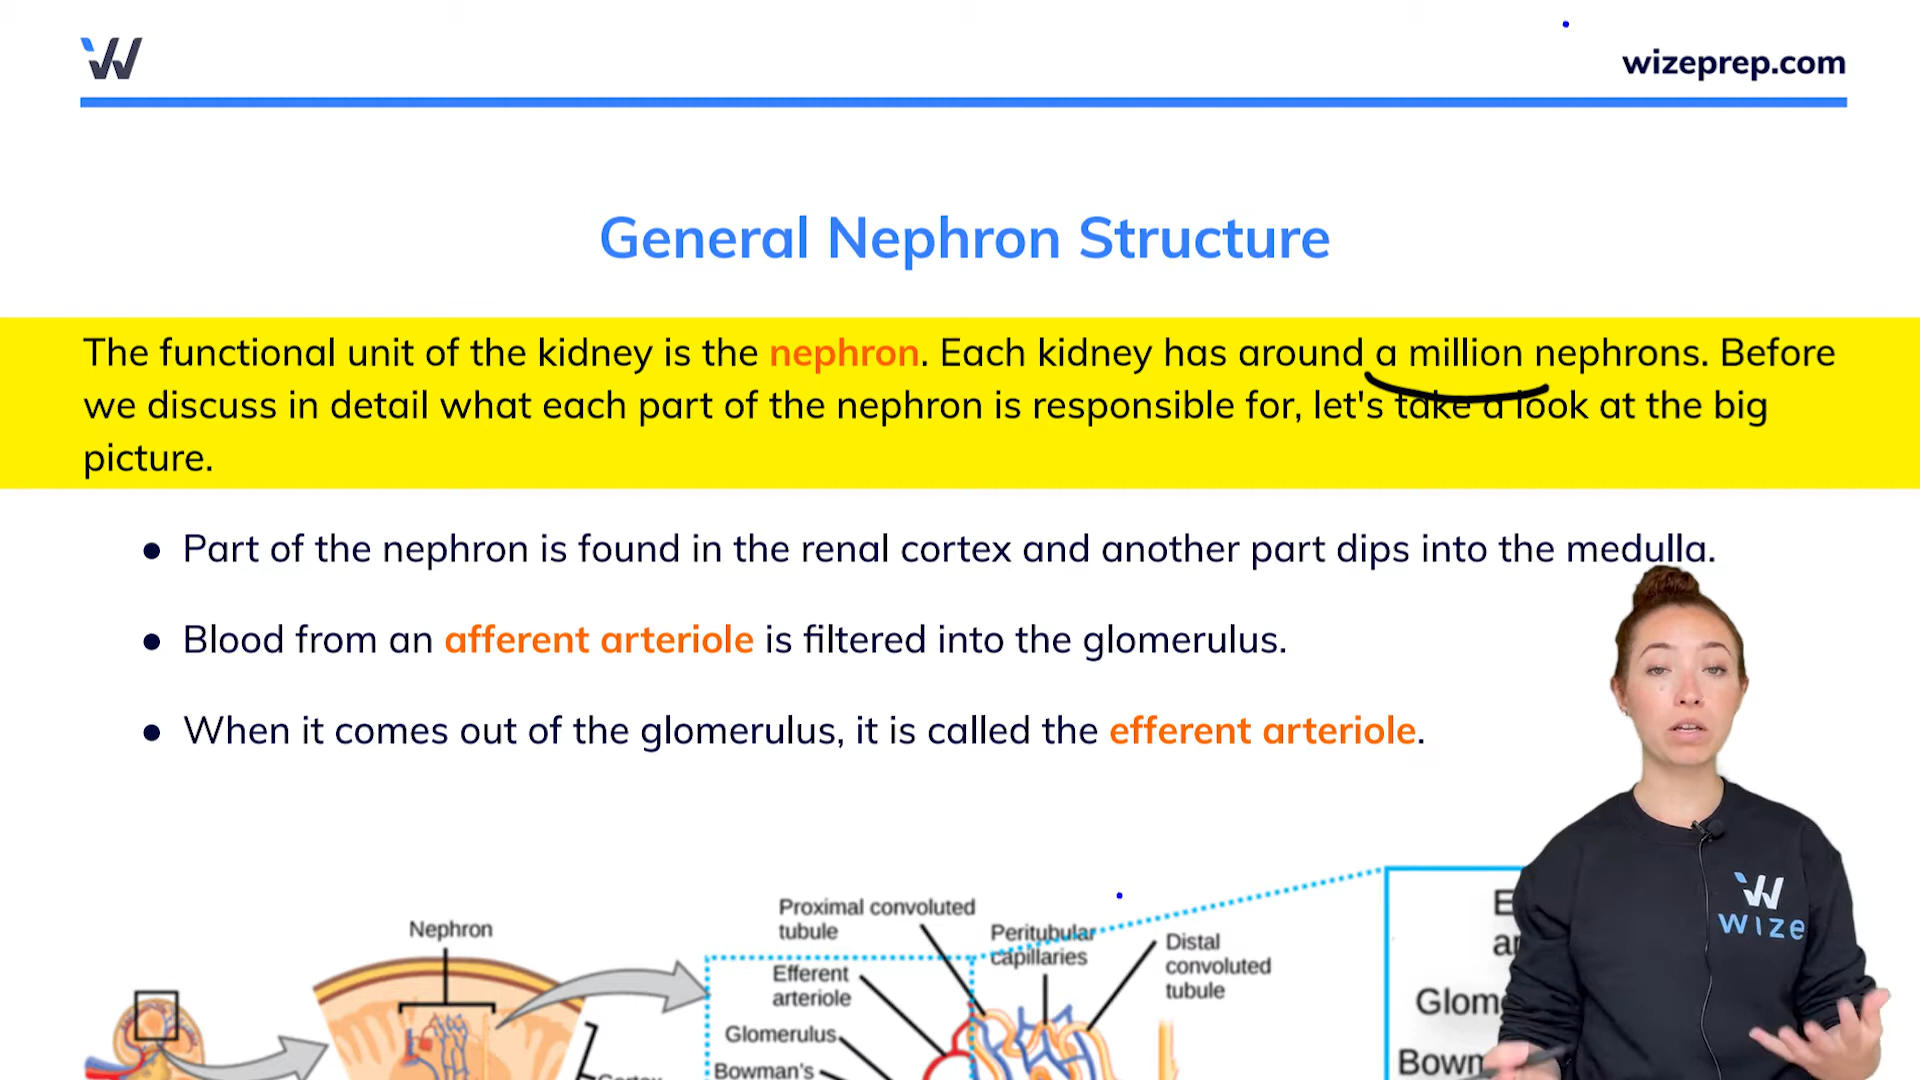 wizeprep.com
General Nephron Structure
The functional unit of the kidney is the nephron. Each kidney has around a million nephrons. Before
we discuss in detail what each part of the nephron is responsible for, let's take a look at the big
picture.
● Part of the nephron is found in the renal cortex and another part dips into the medulla.
● Blood from an afferent arteriole is filtered into the glomerulus.
● When it comes out of the glomerulus, it is called the efferent arteriole.
Nephron
Proximal convoluted
tubule
Peritubular
capillaries
Distal
convoluted
tubule
Efferent
arteriole
Glomerulus
Bowman's
Cortex
wize